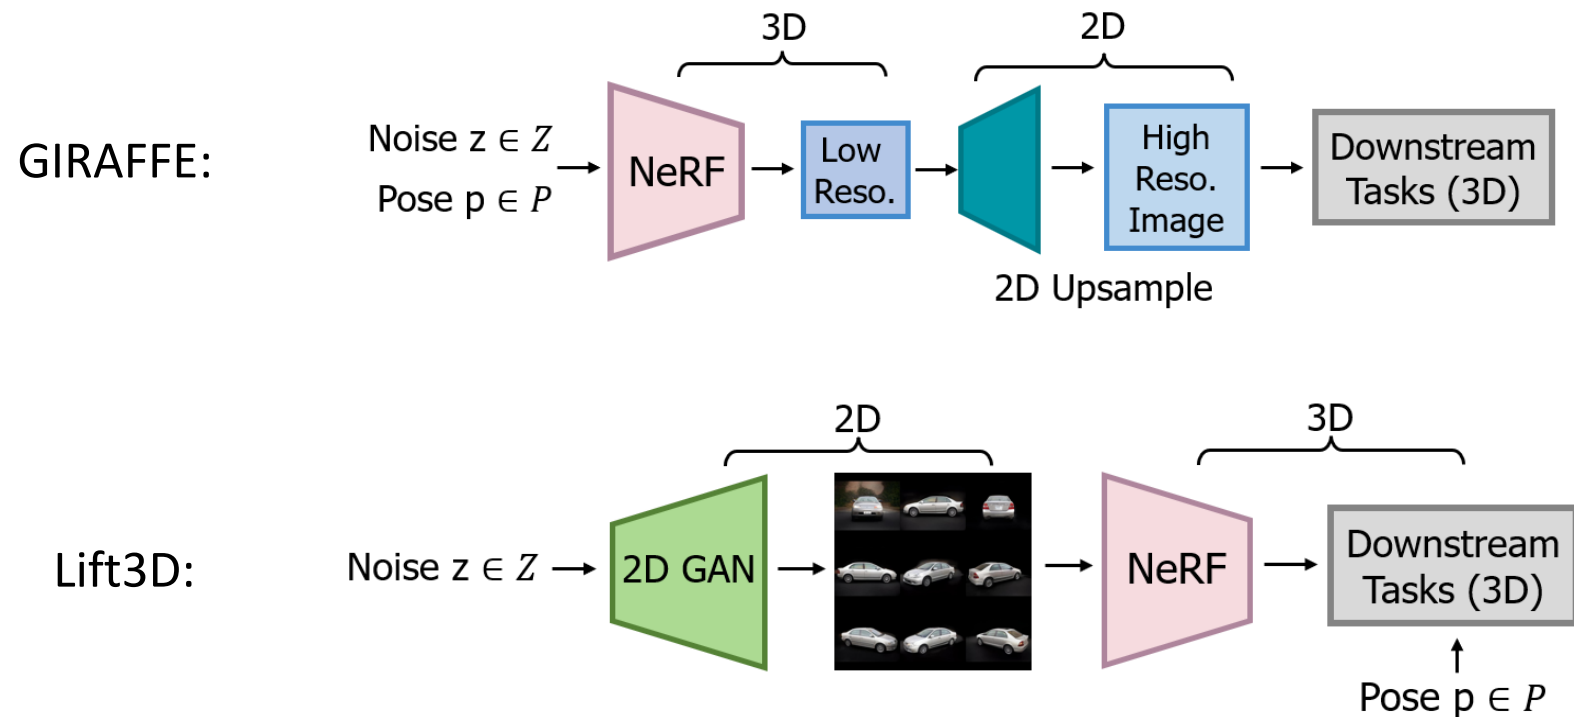 3D
2D
GIRAFFE:
Noise z ∈ Z
Pose p ∈ P
NeRF
Low
Reso.
High
Reso.
Image
Downstream
Tasks (3D)
2D Upsample
2D
3D
Lift3D:
Noise z ∈ Z
2D GAN
NeRF
Downstream
Tasks (3D)
Pose p ∈ P